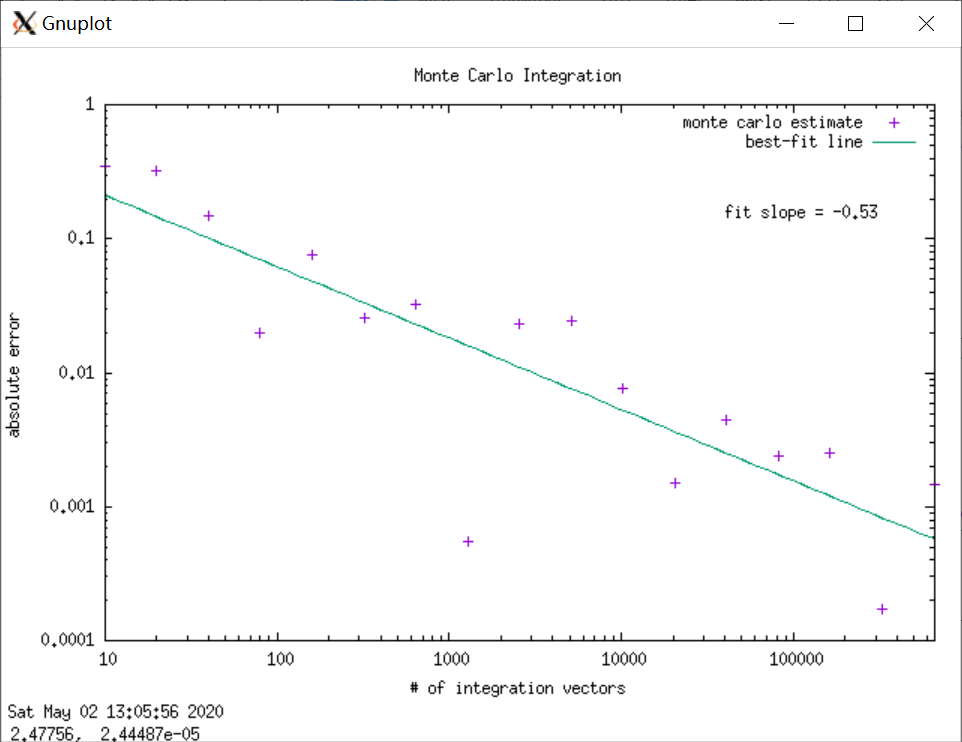 Gnuplot
Monte Carlo Integration
monte carlo estimate
best-fit line
fit slope = -0.53
absolute error
1
0.1
0.01
0.001
0.0001
10 100 1000 10000 100000
# of integration vectors
Sat May 02 13:05:56 2020
2.47756, 2.44487e-05